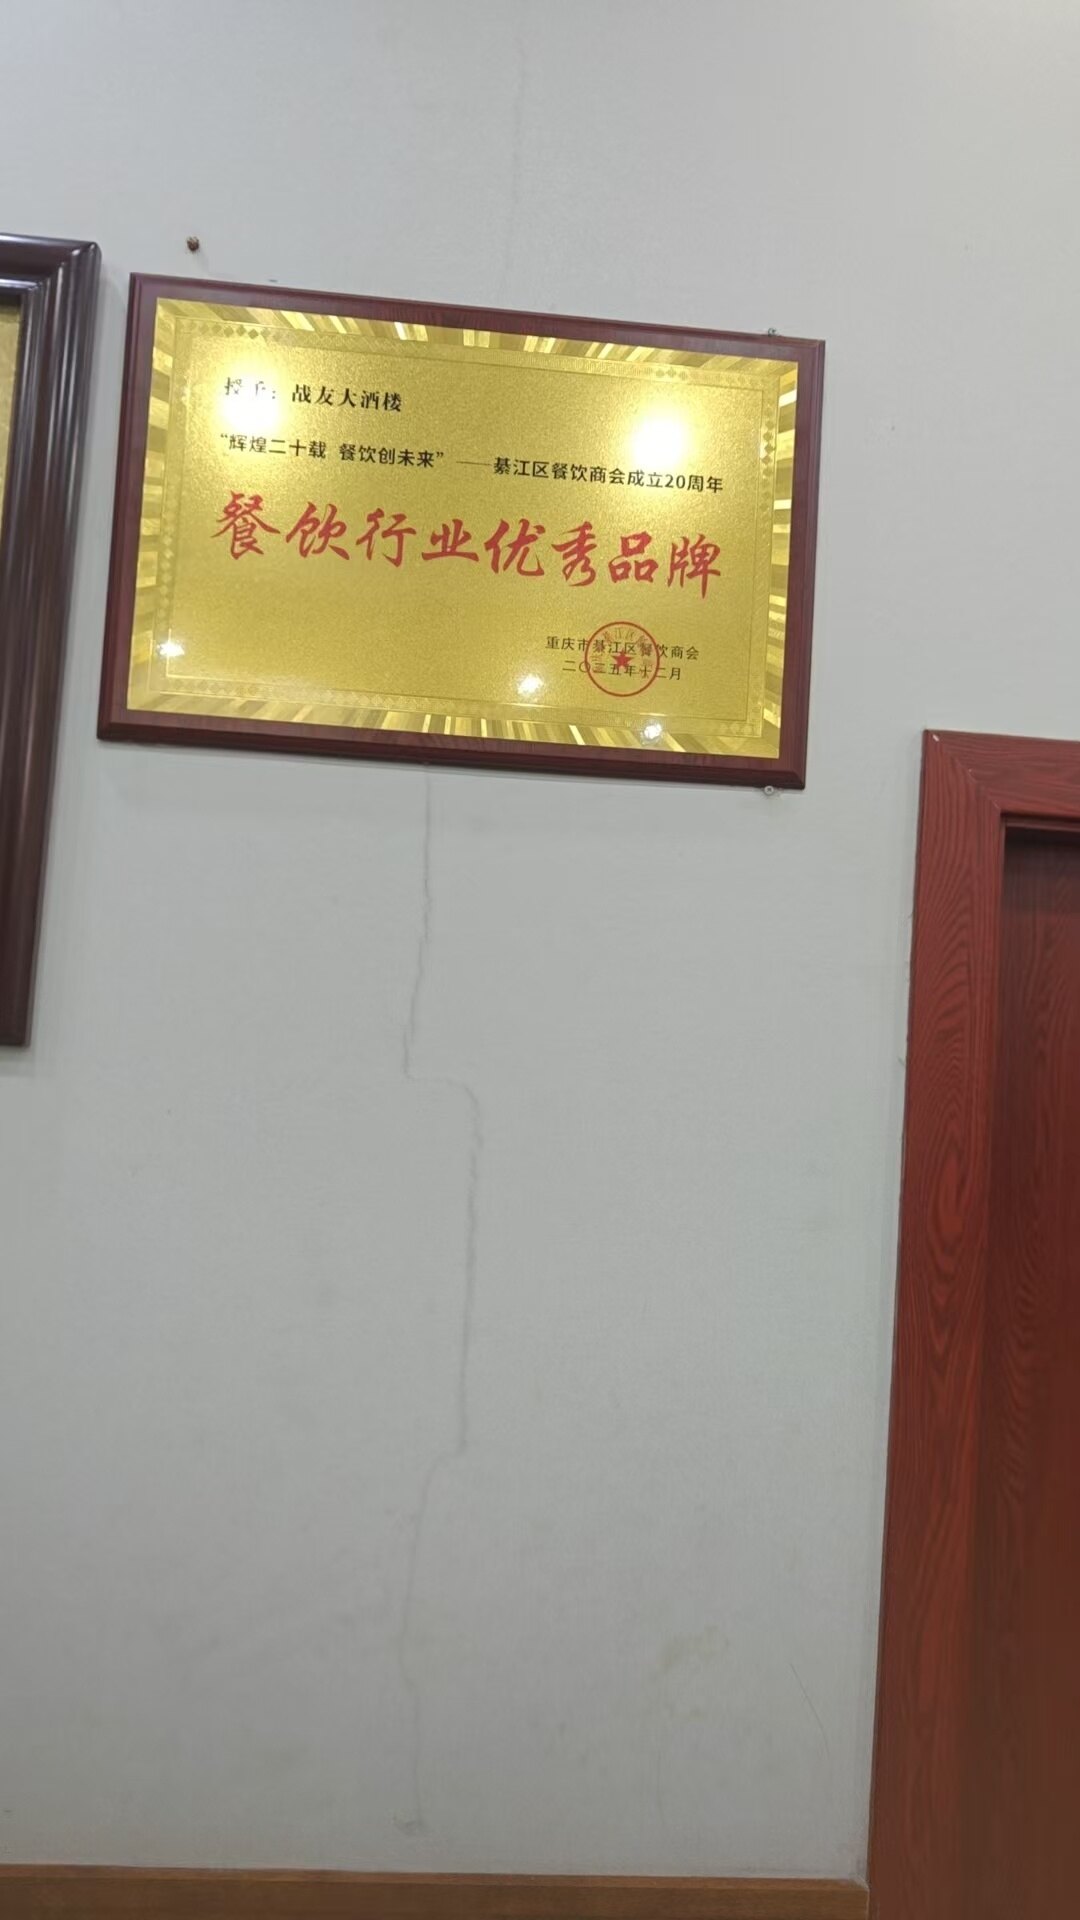 授予：战友大酒楼
“辉煌二十载 餐饮创未来”——綦江区餐饮商会成立20周年
餐饮行业优秀品牌
重庆市綦江区餐饮商会
二〇二五年十二月